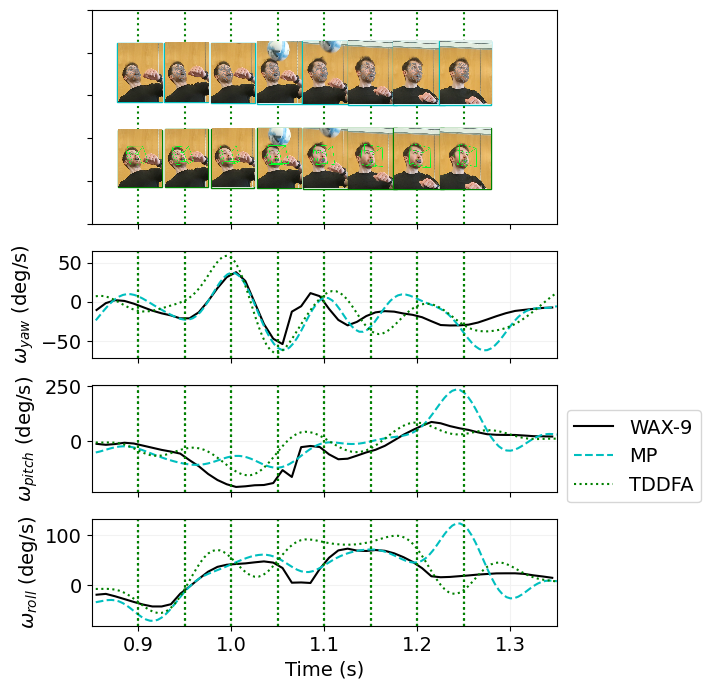 ω_yaw (deg/s)
50
0
−50
ω_pitch (deg/s)
250
0
ω_roll (deg/s)
100
0
0.9 1.0 1.1 1.2 1.3
Time (s)
WAX-9
MP
TDDFA